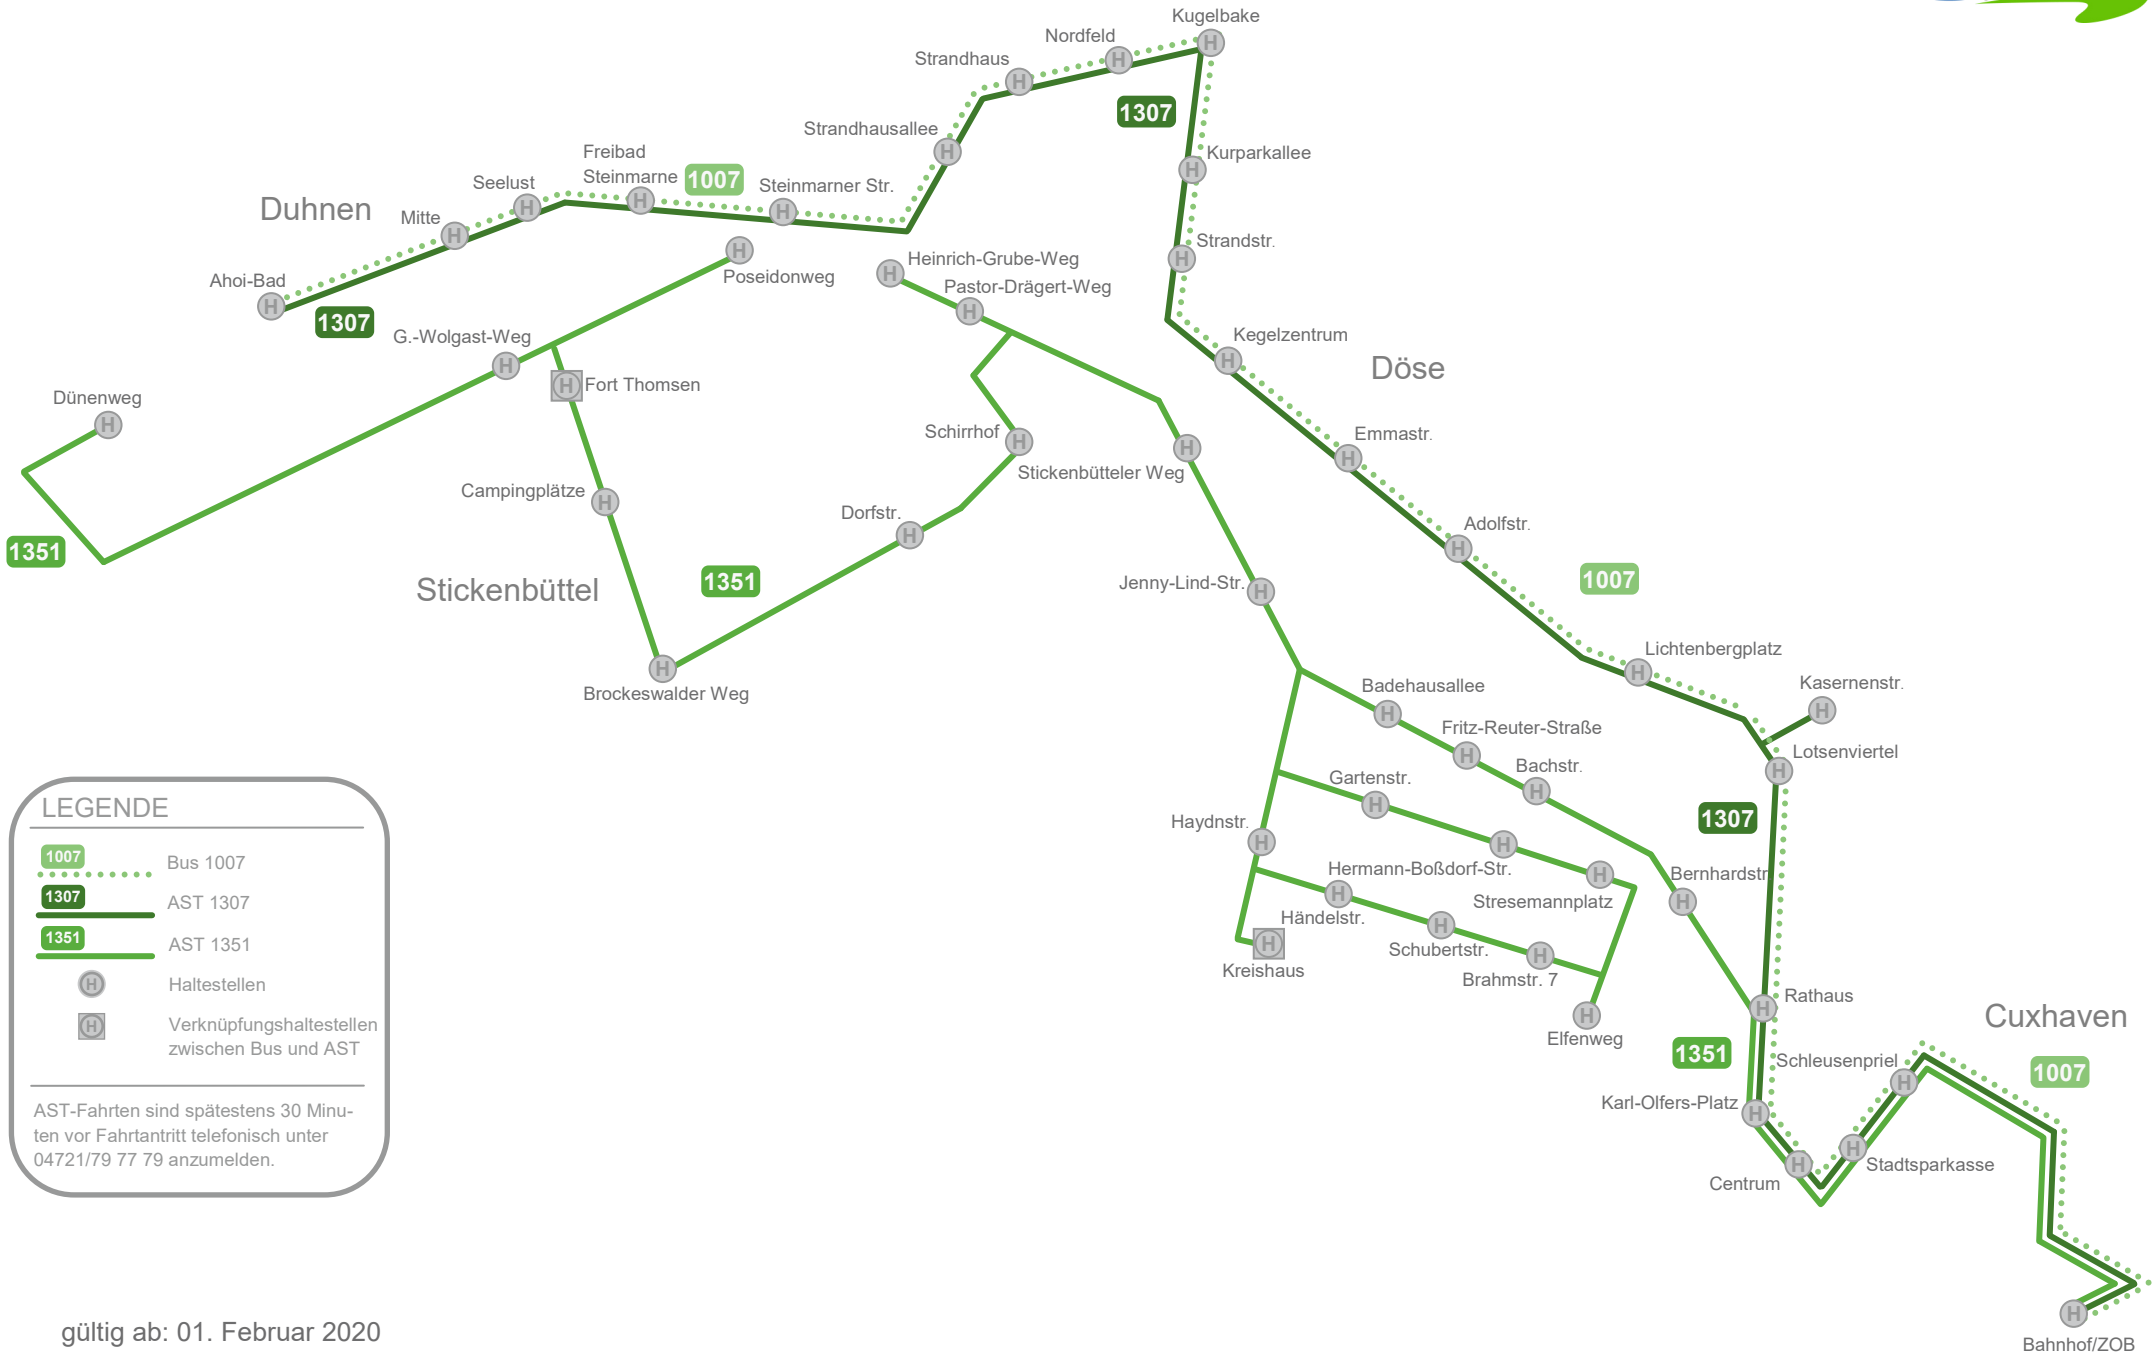 Kugelbake
Nordfeld
Strandhaus
1307
Strandhausallee
Kurparkallee
Freibad
Steinmarne
1007
Steinmarner Str.
Seelust
Duhnen
Mitte
Strandstr.
Heinrich-Grube-Weg
Poseidonweg
Ahoi-Bad
Pastor-Drägert-Weg
1307
G.-Wolgast-Weg
Kegelzentrum
Döse
Fort Thomsen
Dünenweg
Schirrhof
Emmastr.
Stickenbütteler Weg
Campingplätze
Dorfstr.
Adolfstr.
1351
Stickenbüttel
1351
Jenny-Lind-Str.
1007
Lichtenbergplatz
Brockeswalder Weg
Badehausallee
Kasernenstr.
Fritz-Reuter-Straße
Lotsenviertel
Bachstr.
Gartenstr.
1307
Haydnstr.
Hermann-Boßdorf-Str.
Bernhardstr
Stresemannplatz
Händelstr.
Schubertstr.
Kreishaus
Brahmstr. 7
Rathaus
Cuxhaven
Elfenweg
1351
Schleusenpriel
1007
Karl-Olfers-Platz
Stadtsparkasse
Centrum
Bahnhof/ZOB
LEGENDE
1007 Bus 1007
1307 AST 1307
1351 AST 1351
H Haltestellen
H Verknüpfungshaltestellen
zwischen Bus und AST
AST-Fahrten sind spätestens 30 Minu-
ten vor Fahrtantritt telefonisch unter
04721/79 77 79 anzumelden.
gültig ab: 01. Februar 2020